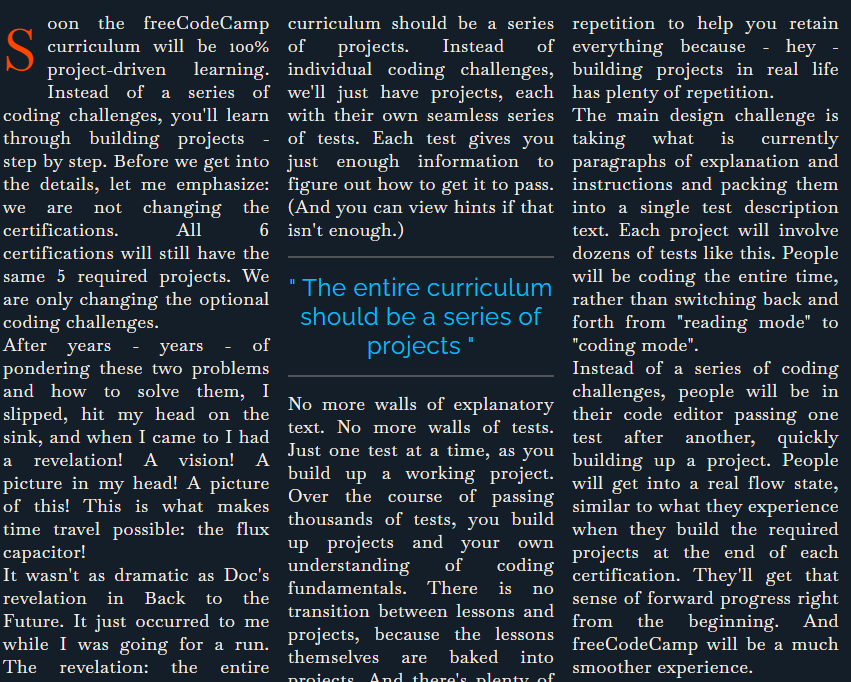 Soon the freeCodeCamp
curriculum will be 100%
project-driven learning.
Instead of a series of
coding challenges, you'll learn
through building projects -
step by step. Before we get into
the details, let me emphasize:
we are not changing the
certifications. All 6
certifications will still have the
same 5 required projects. We
are only changing the optional
coding challenges.
After years - years - of
pondering these two problems
and how to solve them, I
slipped, hit my head on the
sink, and when I came to I had
a revelation! A vision! A
picture in my head! A picture
of this! This is what makes
time travel possible: the flux
capacitor!
It wasn't as dramatic as Doc's
revelation in Back to the
Future. It just occurred to me
while I was going for a run.
The revelation: the entire
curriculum should be a series
of projects. Instead of
individual coding challenges,
we'll just have projects, each
with their own seamless series
of tests. Each test gives you
just enough information to
figure out how to get it to pass.
(And you can view hints if that
isn't enough.)
" The entire curriculum
should be a series of
projects "
No more walls of explanatory
text. No more walls of tests.
Just one test at a time, as you
build up a working project.
Over the course of passing
thousands of tests, you build
up projects and your own
understanding of coding
fundamentals. There is no
transition between lessons and
projects, because the lessons
themselves are baked into
projects. And there's plenty of
repetition to help you retain
everything because - hey -
building projects in real life
has plenty of repetition.
The main design challenge is
taking what is currently
paragraphs of explanation and
instructions and packing them
into a single test description
text. Each project will involve
dozens of tests like this. People
will be coding the entire time,
rather than switching back and
forth from "reading mode" to
"coding mode".
Instead of a series of coding
challenges, people will be in
their code editor passing one
test after another, quickly
building up a project. People
will get into a real flow state,
similar to what they experience
when they build the required
projects at the end of each
certification. They'll get that
sense of forward progress right
from the beginning. And
freeCodeCamp will be a much
smoother experience.